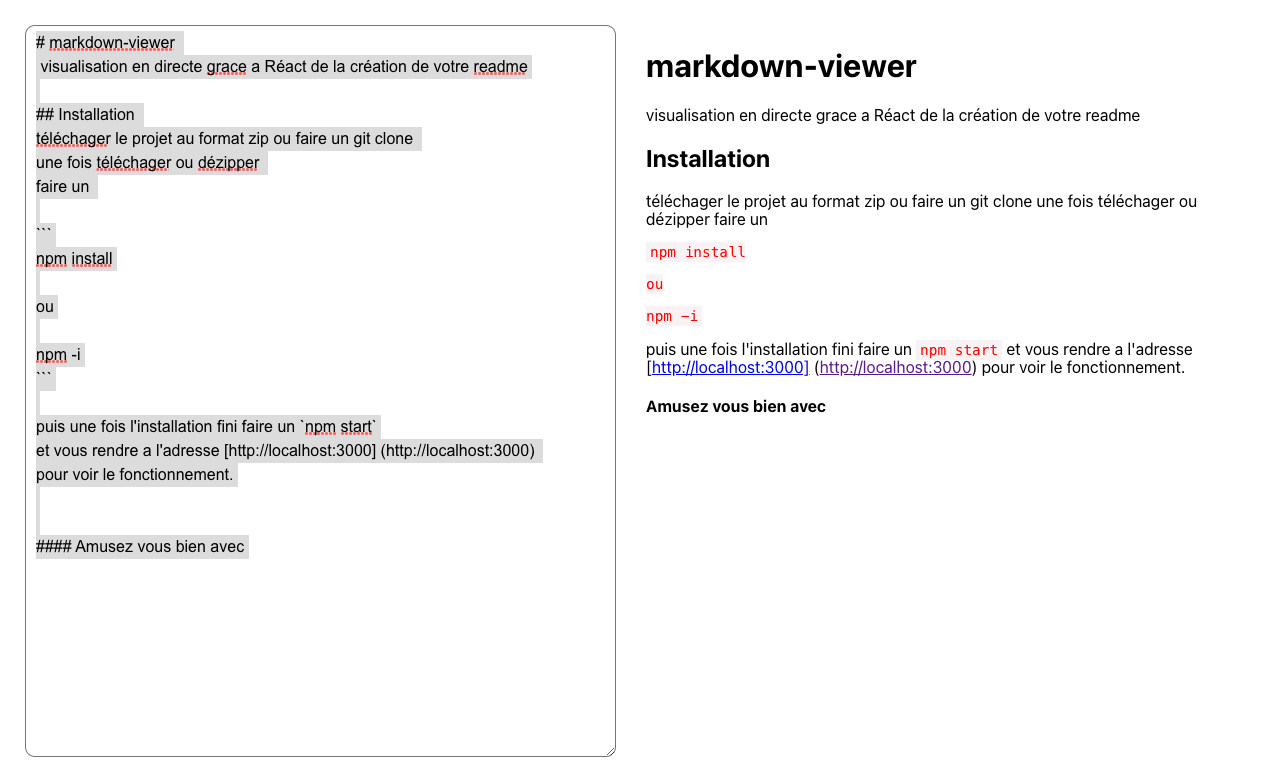 # markdown-viewer
visualisation en directe grace a Réact de la création de votre readme
## Installation
téléchager le projet au format zip ou faire un git clone
une fois téléchager ou dézipper
faire un
```
npm install
ou
npm -i
```
puis une fois l'installation fini faire un `npm start`
et vous rendre a l'adresse [http://localhost:3000] (http://localhost:3000)
pour voir le fonctionnement.
#### Amusez vous bien avec
markdown-viewer
visualisation en directe grace a Réact de la création de votre readme
Installation
téléchager le projet au format zip ou faire un git clone une fois téléchager ou
dézipper faire un
npm install
ou
npm –i
puis une fois l'installation fini faire un npm start et vous rendre a l'adresse
[http://localhost:3000] (http://localhost:3000) pour voir le fonctionnement.
Amusez vous bien avec